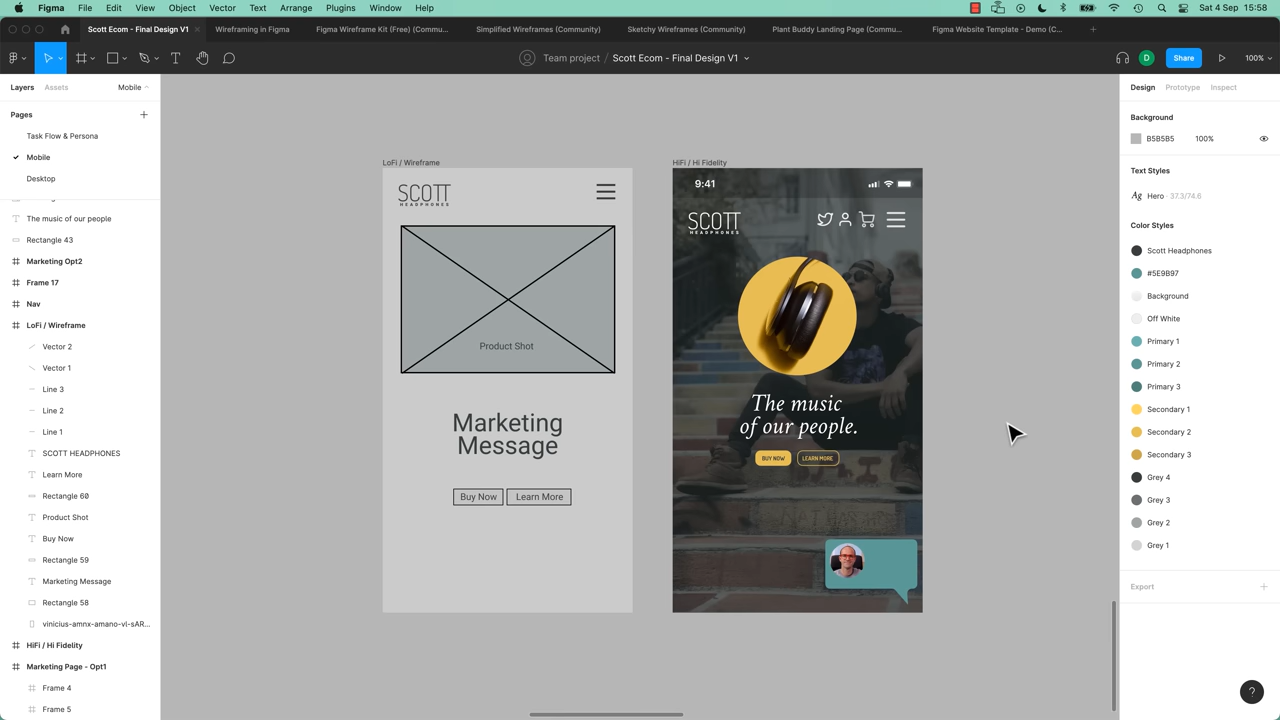 Figma File Edit View Object Vector Text Arrange Plugins Window Help
Sep 15:08
Scott Ecom - Final Design V1
Wireframing in Figma
Figma Wireframe Kit (Free) (Commu...
Simplified Wireframes (Community)
Sketchy Wireframes (Community)
Plant Buddy Landing Page (Commu...
Figma Website Template - Demo (C...
Team project / Scott Ecom - Final Design V1
D
Share
100%
Layers
Assets
Mobile
Pages
Task Flow & Persona
Mobile
Desktop
The music of our people
Rectangle 43
Marketing Opt2
Frame 17
Nav
LoFi / Wireframe
Vector 2
Vector 1
Line 3
Line 2
Line 1
SCOTT HEADPHONES
Learn More
Rectangle 60
Product Shot
Buy Now
Rectangle 59
Marketing Message
Rectangle 58
vinicius-amnx-amano-vl-sAR...
HiFi / Hi Fidelity
Marketing Page - Opt1
Frame 4
Frame 5
LoFi / Wireframe
SCOTT
HEADPHONES
Product Shot
Marketing
Message
Buy Now
Learn More
HiFi / Hi Fidelity
9:41
SCOTT
HEADPHONES
The music
of our people.
BUY NOW
LEARN MORE
Design
Prototype
Inspect
Background
B5B5B5
100%
Text Styles
Ag Hero · 37.3/74.6
Color Styles
Scott Headphones
#5E9B97
Background
Off White
Primary 1
Primary 2
Primary 3
Secondary 1
Secondary 2
Secondary 3
Grey 4
Grey 3
Grey 2
Grey 1
Export
?